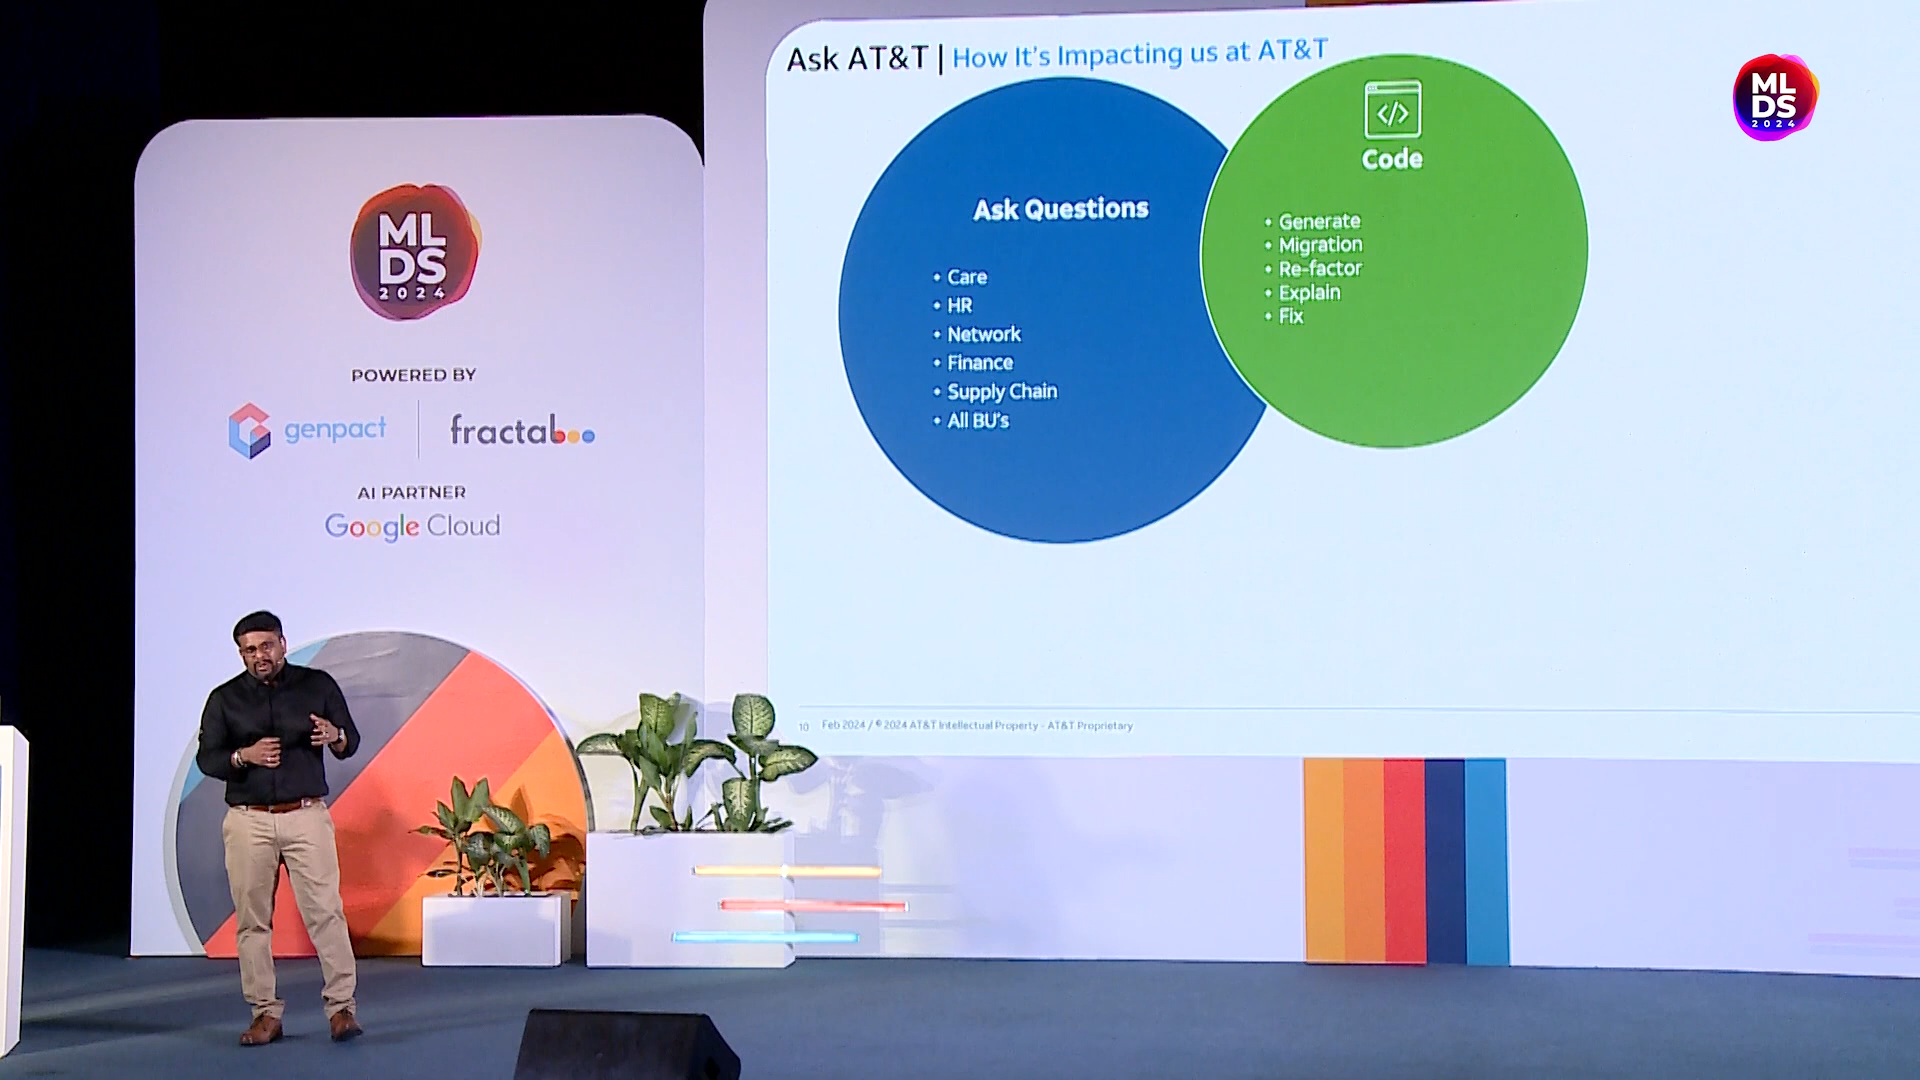 ML
DS
2024
POWERED BY
genpact
fractal
AI PARTNER
Google Cloud
Ask AT&T | How It's Impacting us at AT&T
Ask Questions
• Care
• HR
• Network
• Finance
• Supply Chain
• All BU's
</>
Code
• Generate
• Migration
• Re-factor
• Explain
• Fix
10 Feb 2024 / © 2024 AT&T Intellectual Property - AT&T Proprietary
ML
DS
2024